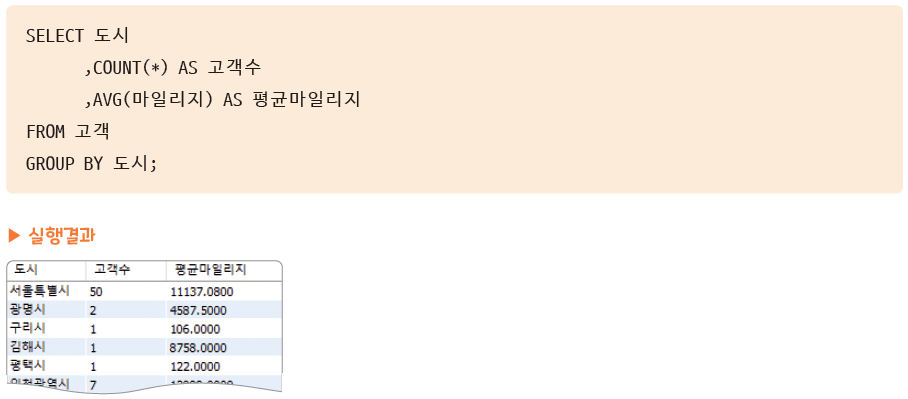 SELECT 도시
,COUNT(*) AS 고객수
,AVG(마일리지) AS 평균마일리지
FROM 고객
GROUP BY 도시;
▶ 실행결과
도시 고객수 평균마일리지
서울특별시 50 11137.0800
광명시 2 4587.5000
구리시 1 106.0000
김해시 1 8758.0000
평택시 1 122.0000
인천광역시 7